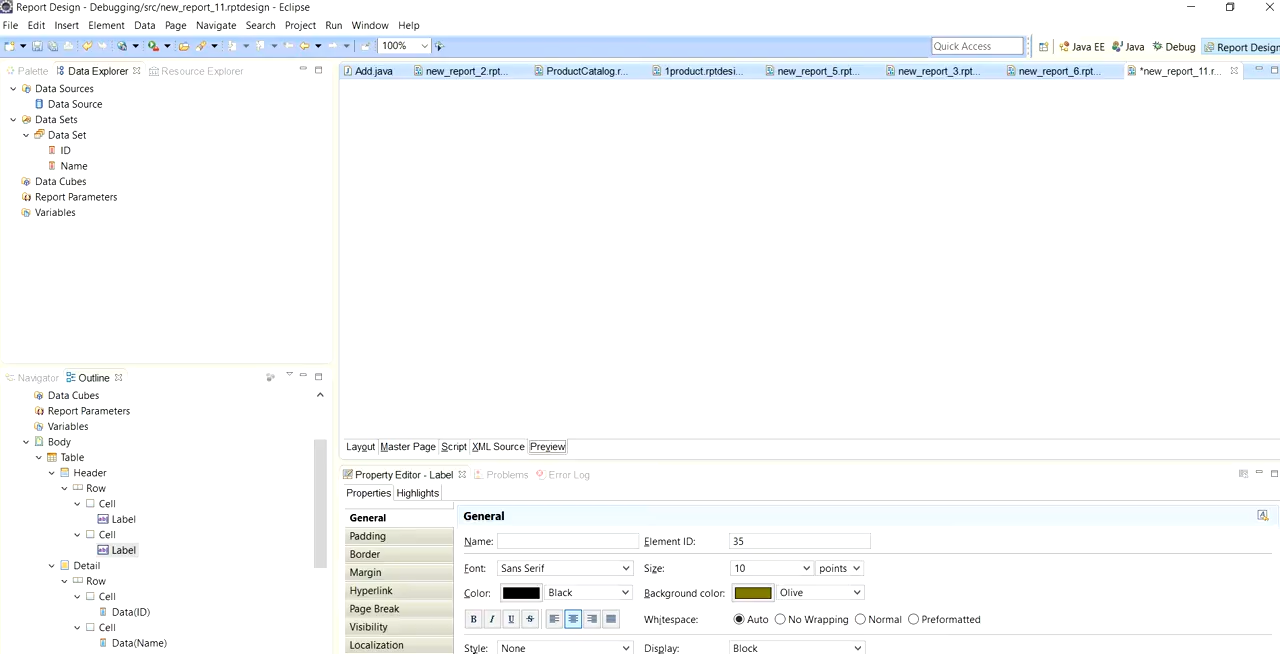 Report Design - Debugging/src/new_report_11.rptdesign - Eclipse
File Edit Insert Element Data Page Navigate Search Project Run Window Help
100% Quick Access Java EE Java Debug Report Design
Palette Data Explorer Resource Explorer
Add.java new_report_2.rpt... ProductCatalog.r... 1product.rptdesi... new_report_5.rpt... new_report_3.rpt... new_report_6.rpt... *new_report_11.r...
Data Sources
Data Source
Data Sets
Data Set
ID
Name
Data Cubes
Report Parameters
Variables
Navigator Outline
Data Cubes
Report Parameters
Variables
Body
Table
Header
Row
Cell
Label
Cell
Label
Detail
Row
Cell
Data(ID)
Cell
Data(Name)
Layout Master Page Script XML Source Preview
Property Editor - Label Problems Error Log
Properties Highlights
General
Padding
Border
Margin
Hyperlink
Page Break
Visibility
Localization
General
Name: Element ID: 35
Font: Sans Serif Size: 10 points
Color: Black Background color: Olive
B I U S Whitespace: Auto No Wrapping Normal Preformatted
Style: None Display: Block